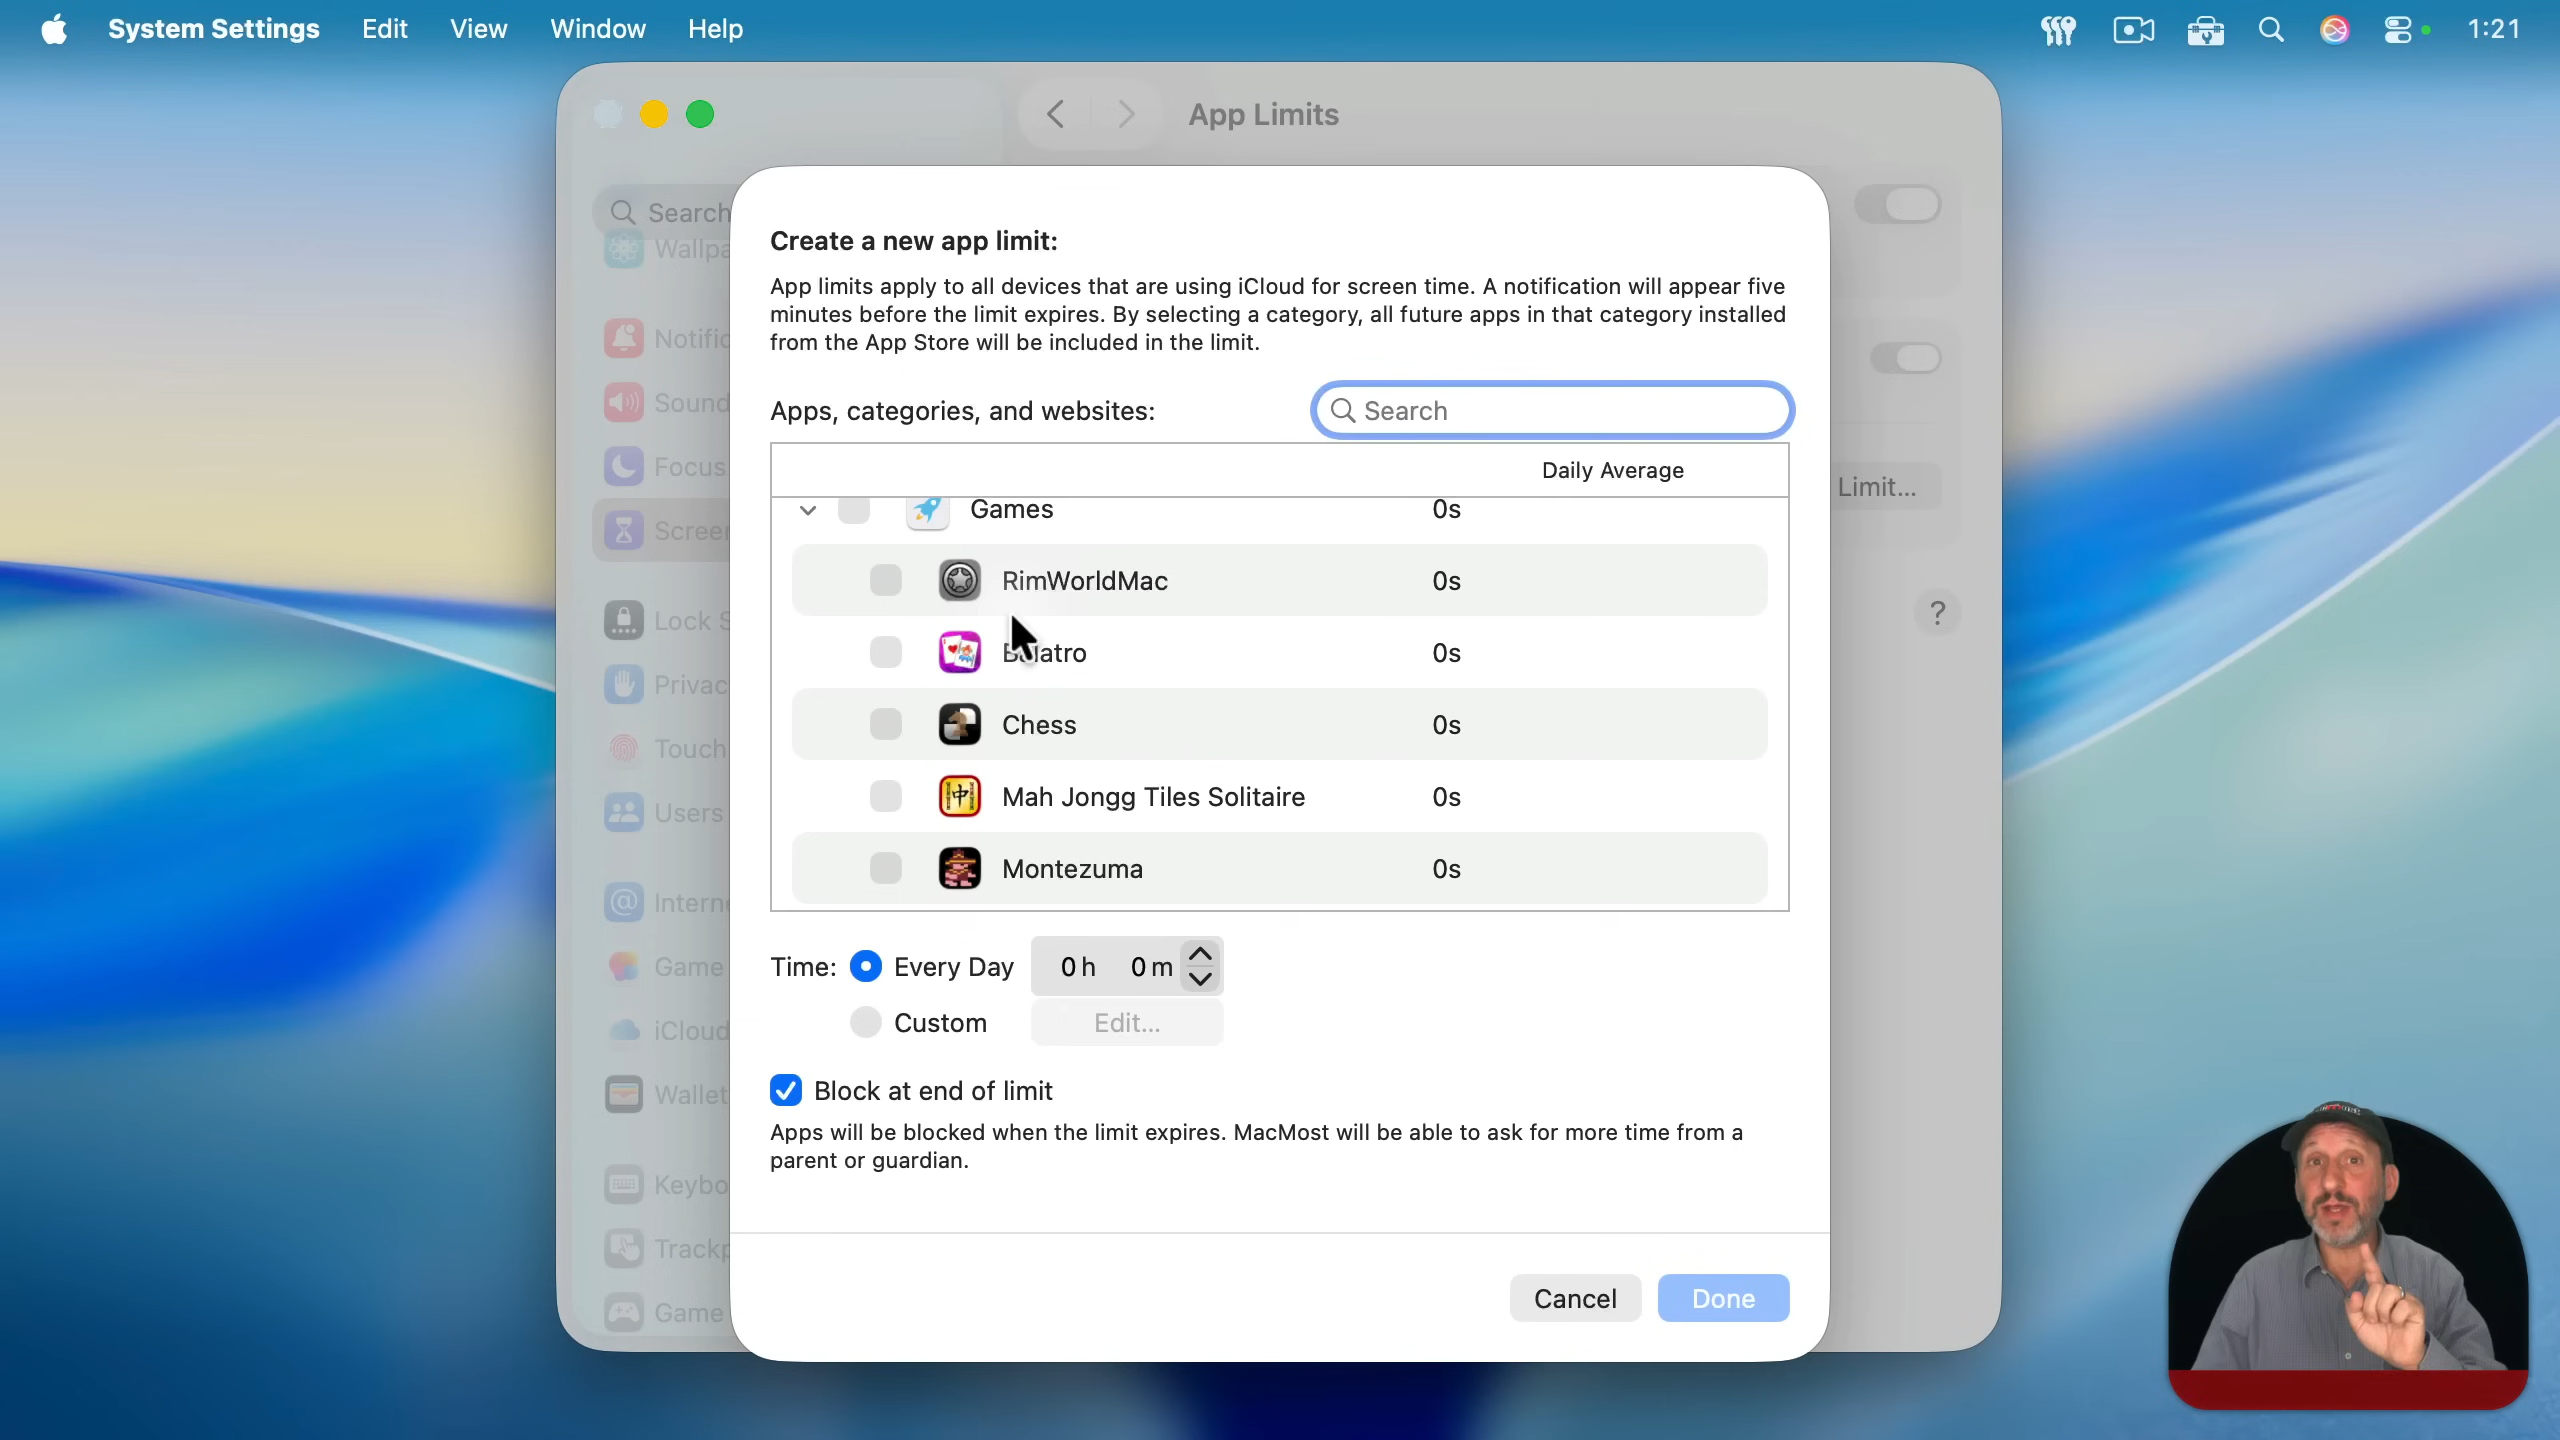 System Settings Edit View Window Help 1:21
App Limits
Search
Create a new app limit:
App limits apply to all devices that are using iCloud for screen time. A notification will appear five
minutes before the limit expires. By selecting a category, all future apps in that category installed
from the App Store will be included in the limit.
Apps, categories, and websites:
Search
Daily Average
Games 0s
RimWorldMac 0s
Balatro 0s
Chess 0s
Mah Jongg Tiles Solitaire 0s
Montezuma 0s
Time: Every Day 0h 0m
Custom Edit...
Block at end of limit
Apps will be blocked when the limit expires. MacMost will be able to ask for more time from a
parent or guardian.
Cancel Done
Wallpa
Notific
Sound
Focus
Screen
Lock S
Privac
Touch
Users
Intern
Game
iCloud
Wallet
Keybo
Trackp
Game
Limit...
?